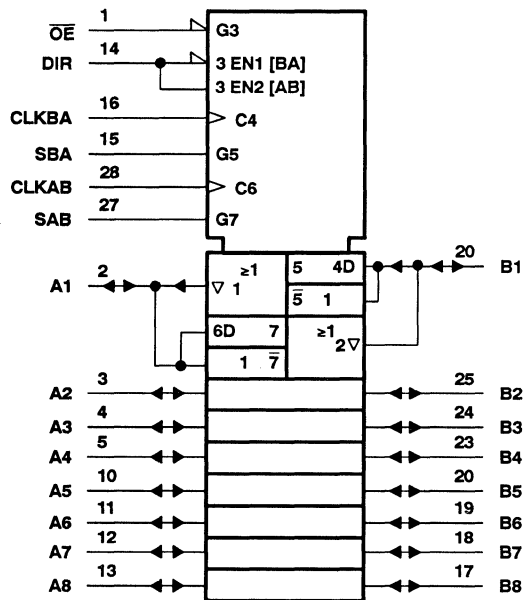 OE 1 G3
DIR 14 3 EN1 [BA]
3 EN2 [AB]
CLKBA 16 C4
SBA 15 G5
CLKAB 28 C6
SAB 27 G7
A1 2 ≥1 ▽ 1 5 4D 20 B1
5 1
6D 7 ≥1
2 ▽
1 7
A2 3 25 B2
A3 4 24 B3
A4 5 23 B4
A5 10 20 B5
A6 11 19 B6
A7 12 18 B7
A8 13 17 B8